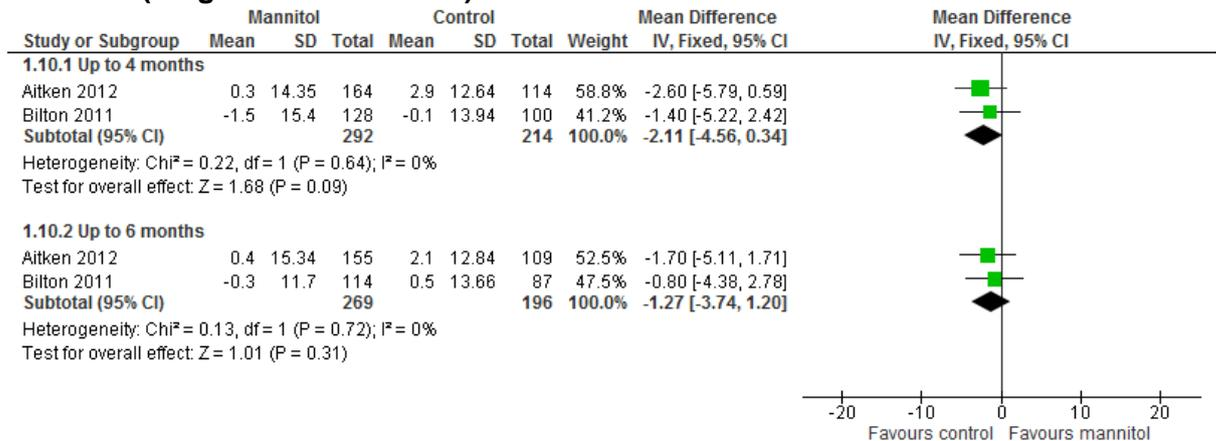 Mannitol Control Mean Difference Mean Difference
Study or Subgroup Mean SD Total Mean SD Total Weight IV, Fixed, 95% CI IV, Fixed, 95% CI
1.10.1 Up to 4 months
Aitken 2012 0.3 14.35 164 2.9 12.64 114 58.8% -2.60 [-5.79, 0.59]
Bilton 2011 -1.5 15.4 128 -0.1 13.94 100 41.2% -1.40 [-5.22, 2.42]
Subtotal (95% CI) 292 214 100.0% -2.11 [-4.56, 0.34]
Heterogeneity: Chi² = 0.22, df = 1 (P = 0.64); I² = 0%
Test for overall effect: Z = 1.68 (P = 0.09)
1.10.2 Up to 6 months
Aitken 2012 0.4 15.34 155 2.1 12.84 109 52.5% -1.70 [-5.11, 1.71]
Bilton 2011 -0.3 11.7 114 0.5 13.66 87 47.5% -0.80 [-4.38, 2.78]
Subtotal (95% CI) 269 196 100.0% -1.27 [-3.74, 1.20]
Heterogeneity: Chi² = 0.13, df = 1 (P = 0.72); I² = 0%
Test for overall effect: Z = 1.01 (P = 0.31)
-20 -10 0 10 20
Favours control Favours mannitol